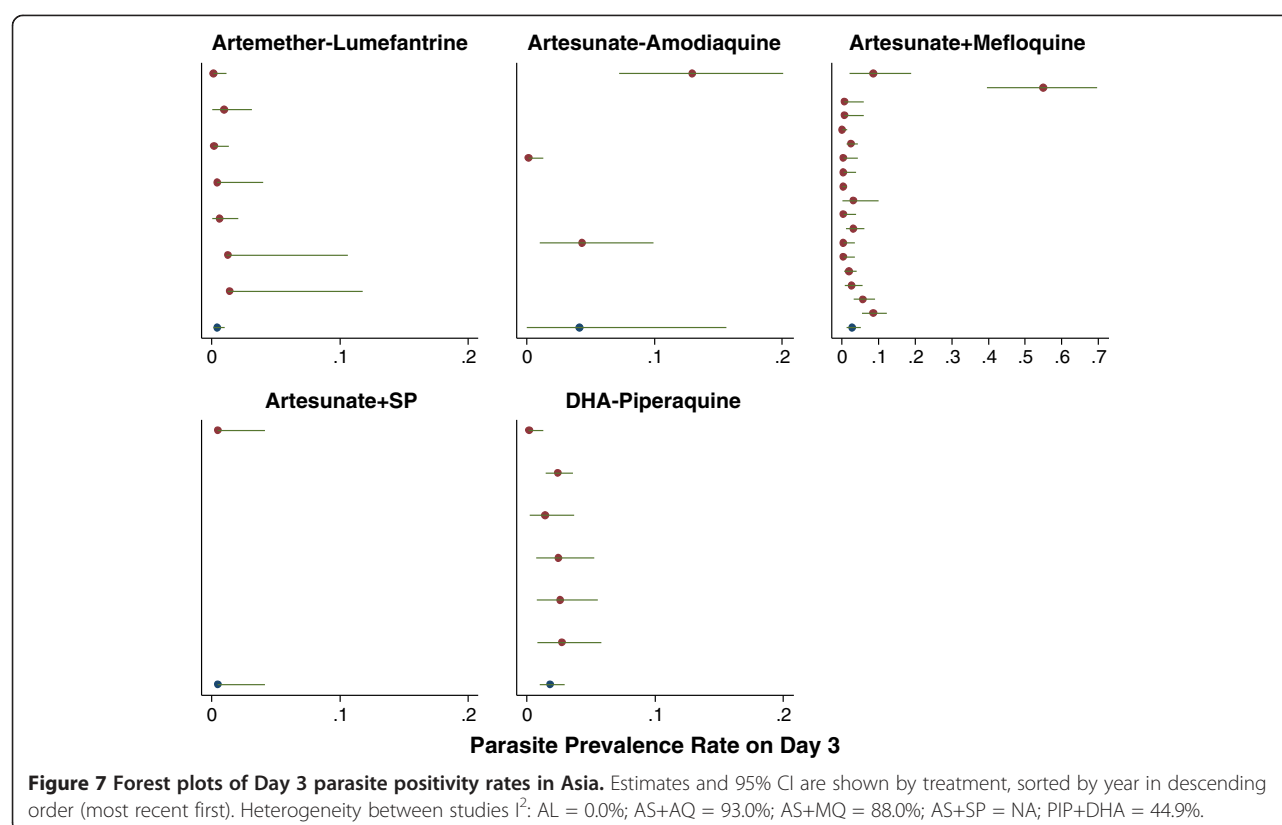 Artemether-Lumefantrine
0 .1 .2
Artesunate-Amodiaquine
0 .1 .2
Artesunate+Mefloquine
0 .1 .2 .3 .4 .5 .6 .7
Artesunate+SP
0 .1 .2
DHA-Piperaquine
0 .1 .2
Parasite Prevalence Rate on Day 3
Figure 7 Forest plots of Day 3 parasite positivity rates in Asia. Estimates and 95% CI are shown by treatment, sorted by year in descending
order (most recent first). Heterogeneity between studies I²: AL = 0.0%; AS+AQ = 93.0%; AS+MQ = 88.0%; AS+SP = NA; PIP+DHA = 44.9%.